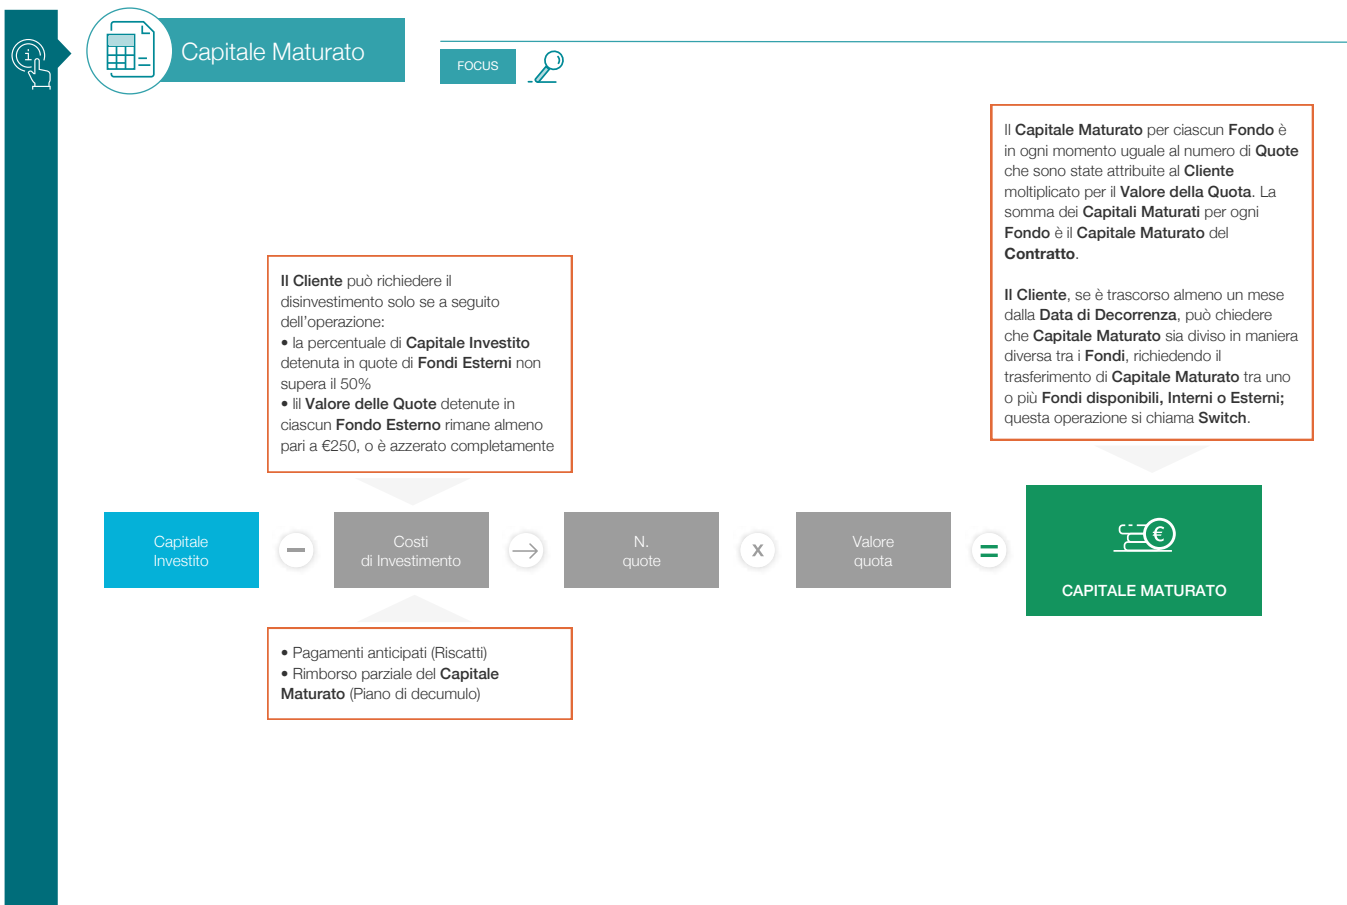 Capitale Maturato
FOCUS
Il Capitale Maturato per ciascun Fondo è
in ogni momento uguale al numero di Quote
che sono state attribuite al Cliente
moltiplicato per il Valore della Quota. La
somma dei Capitali Maturati per ogni
Fondo è il Capitale Maturato del
Contratto.
Il Cliente, se è trascorso almeno un mese
dalla Data di Decorrenza, può chiedere
che Capitale Maturato sia diviso in maniera
diversa tra i Fondi, richiedendo il
trasferimento di Capitale Maturato tra uno
o più Fondi disponibili, Interni o Esterni;
questa operazione si chiama Switch.
Il Cliente può richiedere il
disinvestimento solo se a seguito
dell'operazione:
• la percentuale di Capitale Investito
detenuta in quote di Fondi Esterni non
supera il 50%
• lil Valore delle Quote detenute in
ciascun Fondo Esterno rimane almeno
pari a €250, o è azzerato completamente
Capitale
Investito
−
Costi
di Investimento
→
N.
quote
x
Valore
quota
=
€
CAPITALE MATURATO
• Pagamenti anticipati (Riscatti)
• Rimborso parziale del Capitale
Maturato (Piano di decumulo)